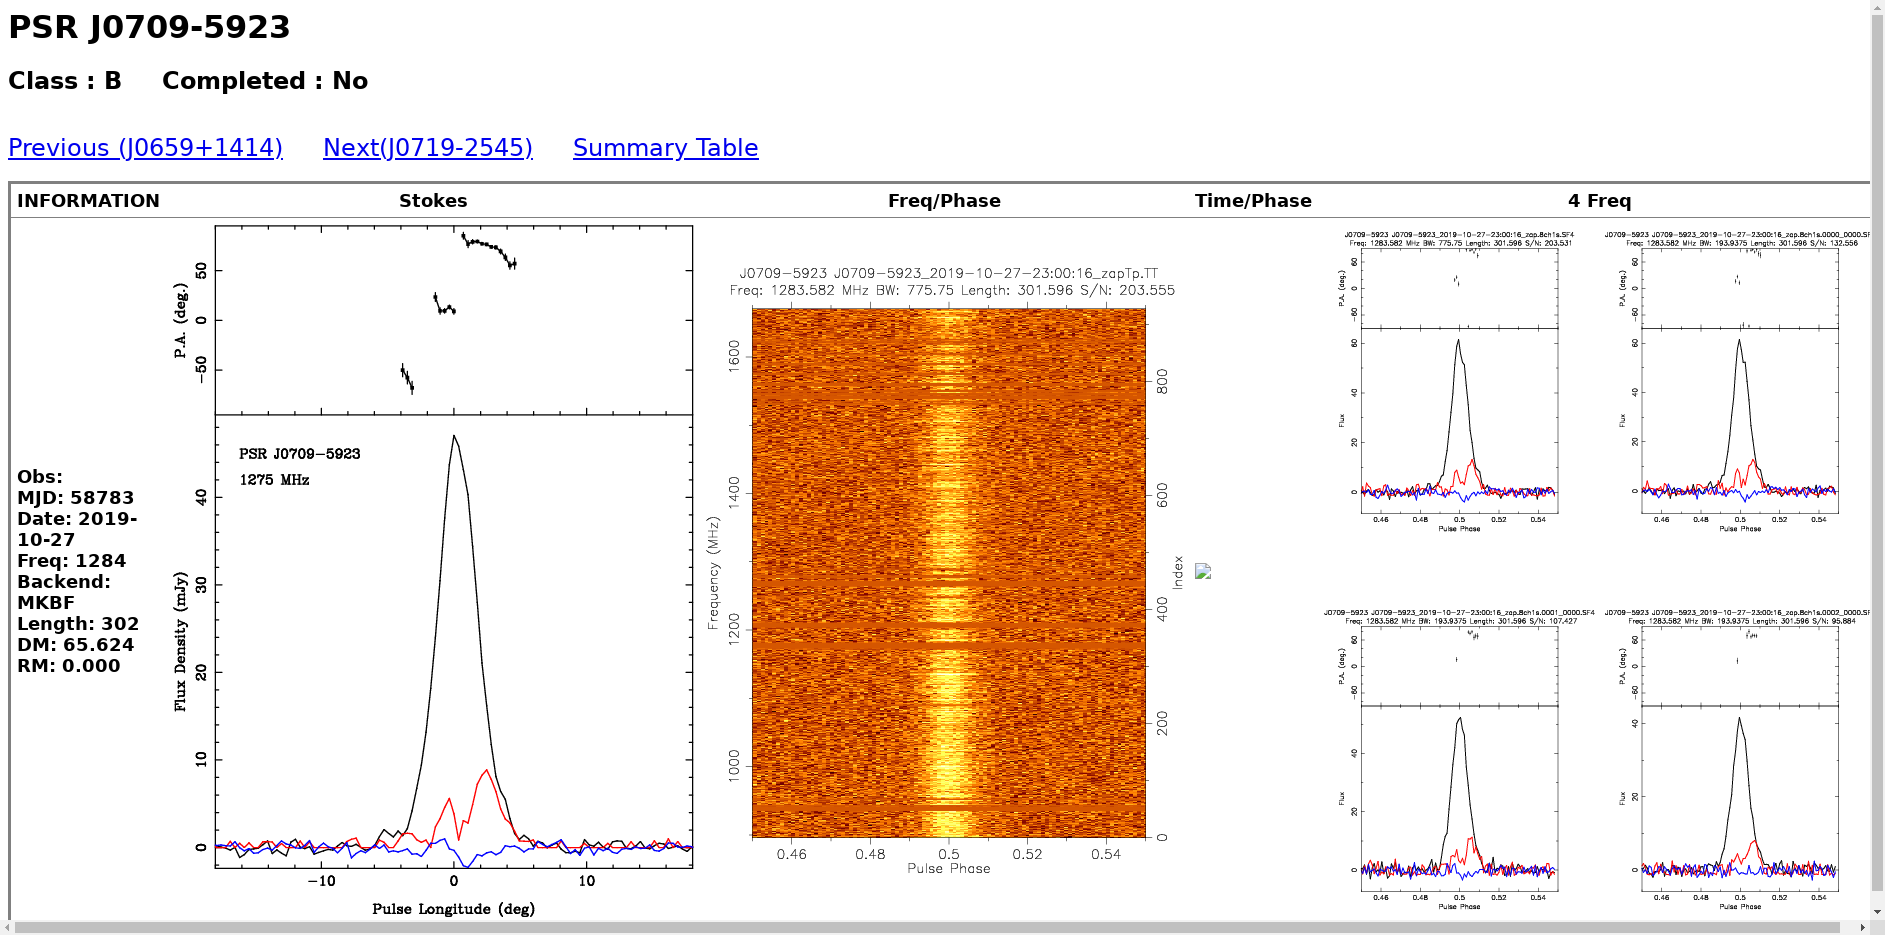 PSR J0709-5923
Class : B Completed : No
Previous (J0659+1414) Next(J0719-2545) Summary Table
INFORMATION Stokes Freq/Phase Time/Phase 4 Freq
Obs:
MJD: 58783
Date: 2019-
10-27
Freq: 1284
Backend:
MKBF
Length: 302
DM: 65.624
RM: 0.000
P.A. (deg.)
50
0
−50
PSR J0709−5923
1275 MHz
Flux Density (mJy)
40
30
20
10
0
−10 0 10
Pulse Longitude (deg)
J0709−5923 J0709−5923_2019−10−27−23:00:16_zapTp.TT
Freq: 1283.582 MHz BW: 775.75 Length: 301.596 S/N: 203.555
Frequency (MHz)
1600
1400
1200
1000
Index
800
600
400
200
0
0.46 0.48 0.5 0.52 0.54
Pulse Phase
J0709−5923 J0709−5923_2019−10−27−23:00:16_zap.8ch1s.SF4
Freq: 1283.582 MHz BW: 775.75 Length: 301.596 S/N: 203.531
P.A. (deg.)
60
0
−60
Flux
60
40
20
0
0.46 0.48 0.5 0.52 0.54
Pulse Phase
J0709−5923 J0709−5923_2019−10−27−23:00:16_zap.8ch1s.0000_0000.SF
Freq: 1283.582 MHz BW: 193.9375 Length: 301.596 S/N: 132.556
P.A. (deg.)
60
0
−60
Flux
60
40
20
0
0.46 0.48 0.5 0.52 0.54
Pulse Phase
J0709−5923 J0709−5923_2019−10−27−23:00:16_zap.8ch1s.0001_0000.SF4
Freq: 1283.582 MHz BW: 193.9375 Length: 301.596 S/N: 107.427
P.A. (deg.)
60
0
−60
Flux
40
20
0
0.46 0.48 0.5 0.52 0.54
Pulse Phase
J0709−5923 J0709−5923_2019−10−27−23:00:16_zap.8ch1s.0002_0000.SF
Freq: 1283.582 MHz BW: 193.9375 Length: 301.596 S/N: 95.884
P.A. (deg.)
60
0
−60
Flux
40
20
0
0.46 0.48 0.5 0.52 0.54
Pulse Phase